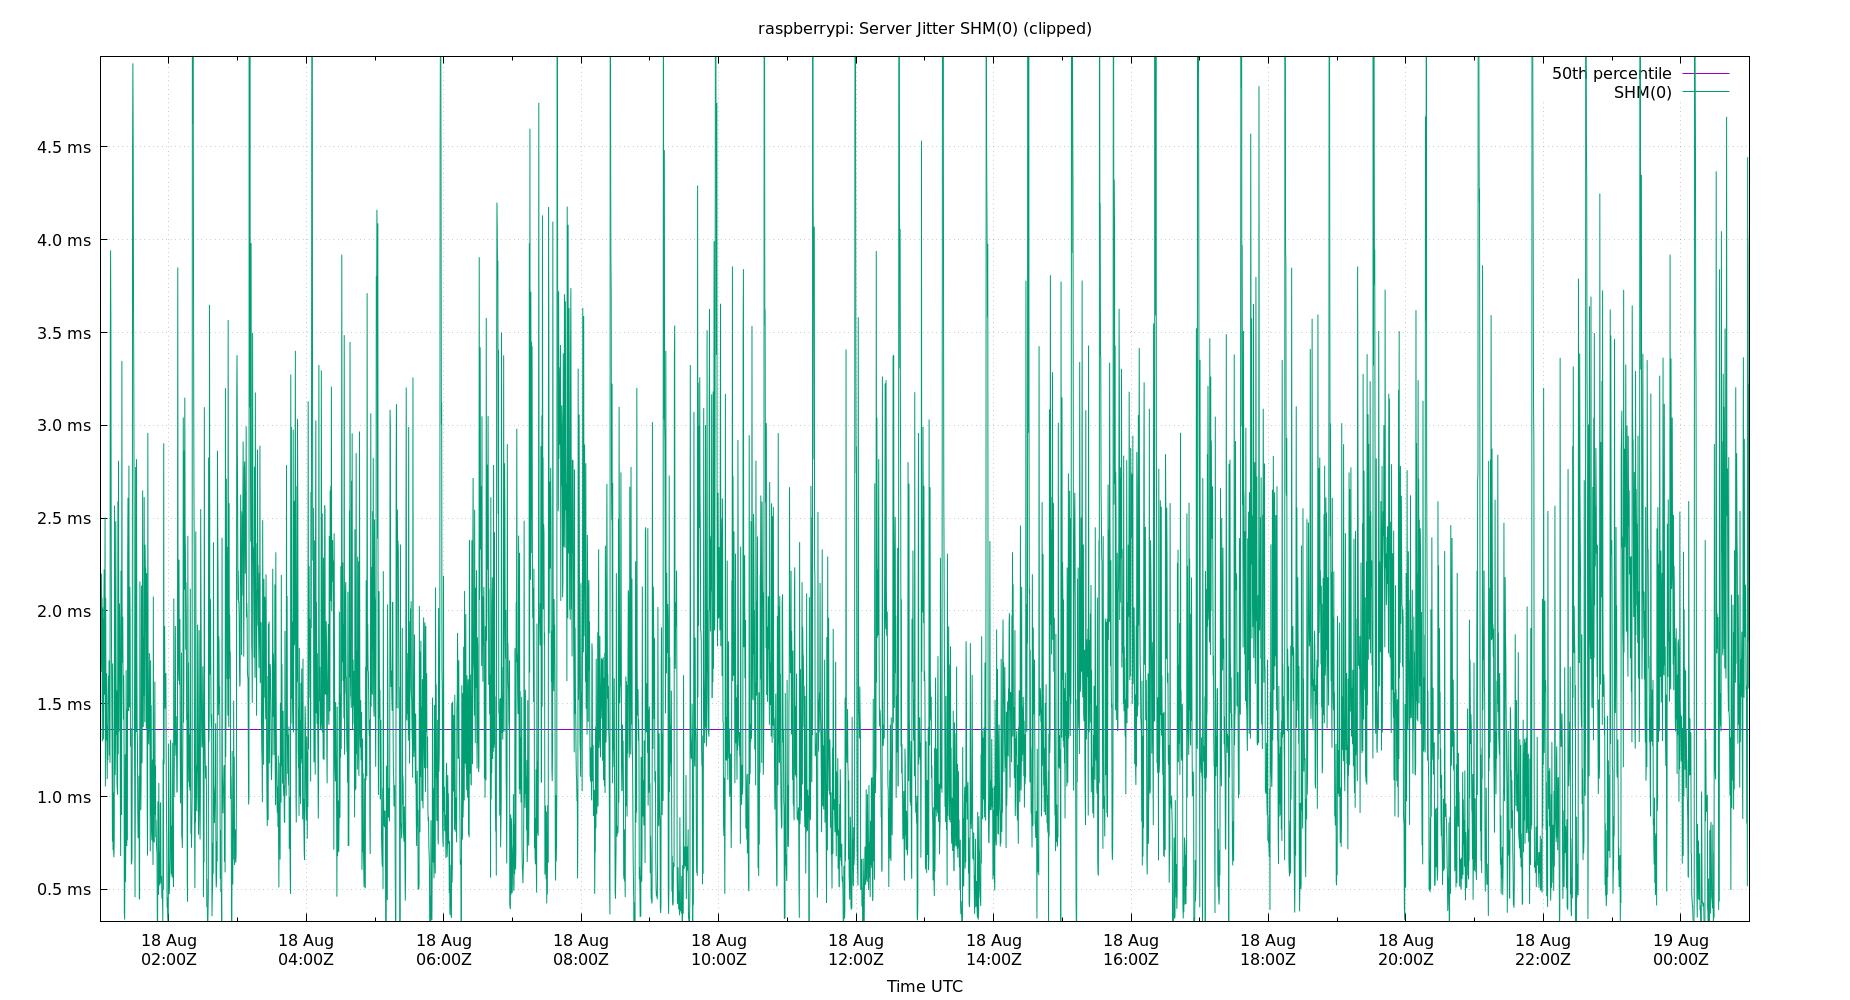 raspberrypi: Server Jitter SHM(0) (clipped)
50th percentile
SHM(0)
4.5 ms
4.0 ms
3.5 ms
3.0 ms
2.5 ms
2.0 ms
1.5 ms
1.0 ms
0.5 ms
18 Aug 18 Aug 18 Aug 18 Aug 18 Aug 18 Aug 18 Aug 18 Aug 18 Aug 18 Aug 18 Aug 19 Aug
02:00Z 04:00Z 06:00Z 08:00Z 10:00Z 12:00Z 14:00Z 16:00Z 18:00Z 20:00Z 22:00Z 00:00Z
Time UTC